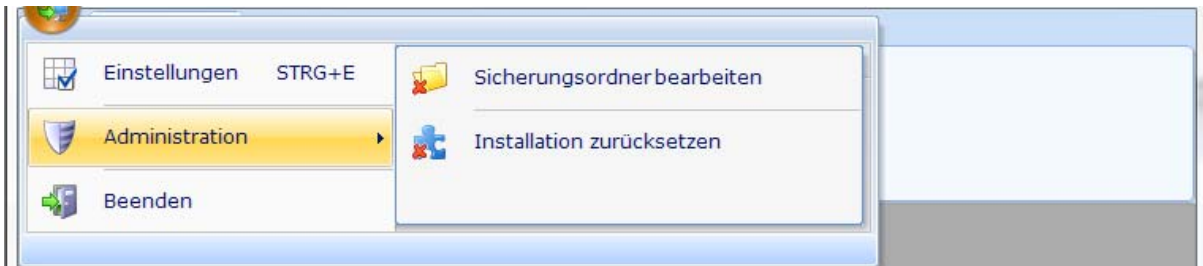 Einstellungen STRG+E
Administration
Beenden
Sicherungsordner bearbeiten
Installation zurücksetzen